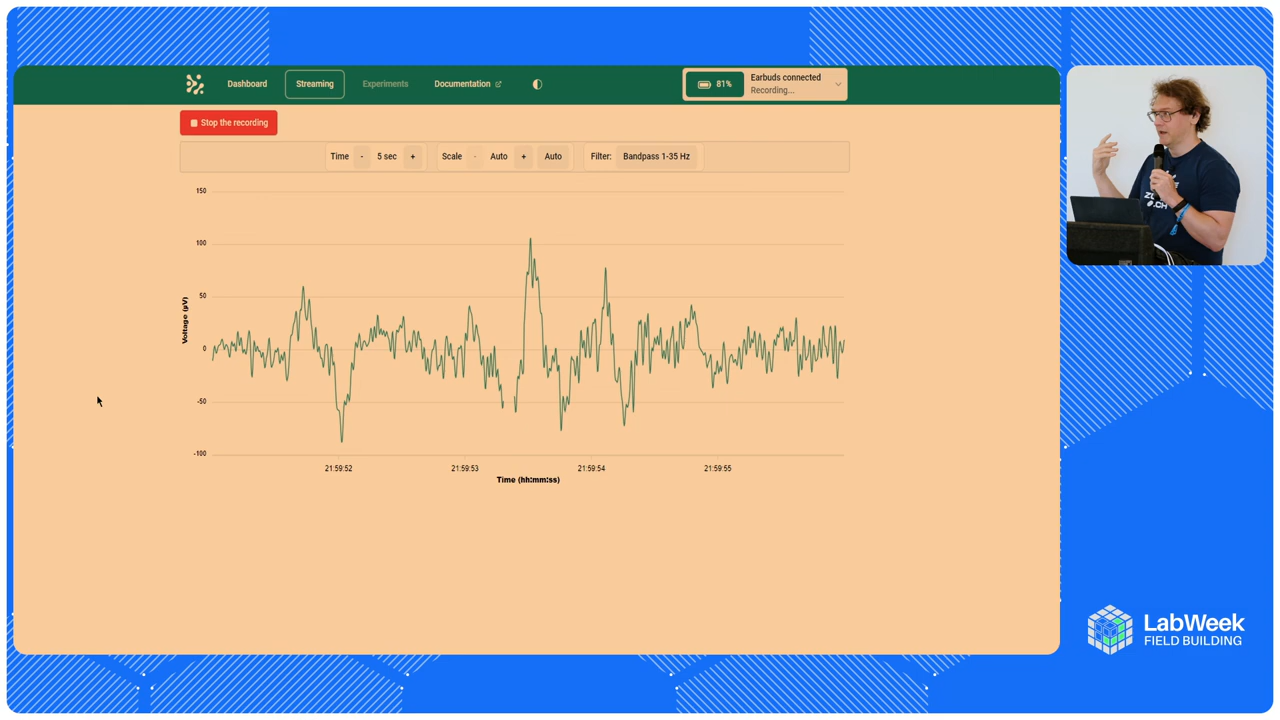 Dashboard
Streaming
Experiments
Documentation
81%
Earbuds connected
Recording...
Stop the recording
Time - 5 sec +
Scale - Auto + Auto
Filter: Bandpass 1-35 Hz
150
100
50
0
-50
-100
Voltage (µV)
21:59:52
21:59:53
21:59:54
21:59:55
Time (hh:mm:ss)
.CH
LabWeek
FIELD BUILDING